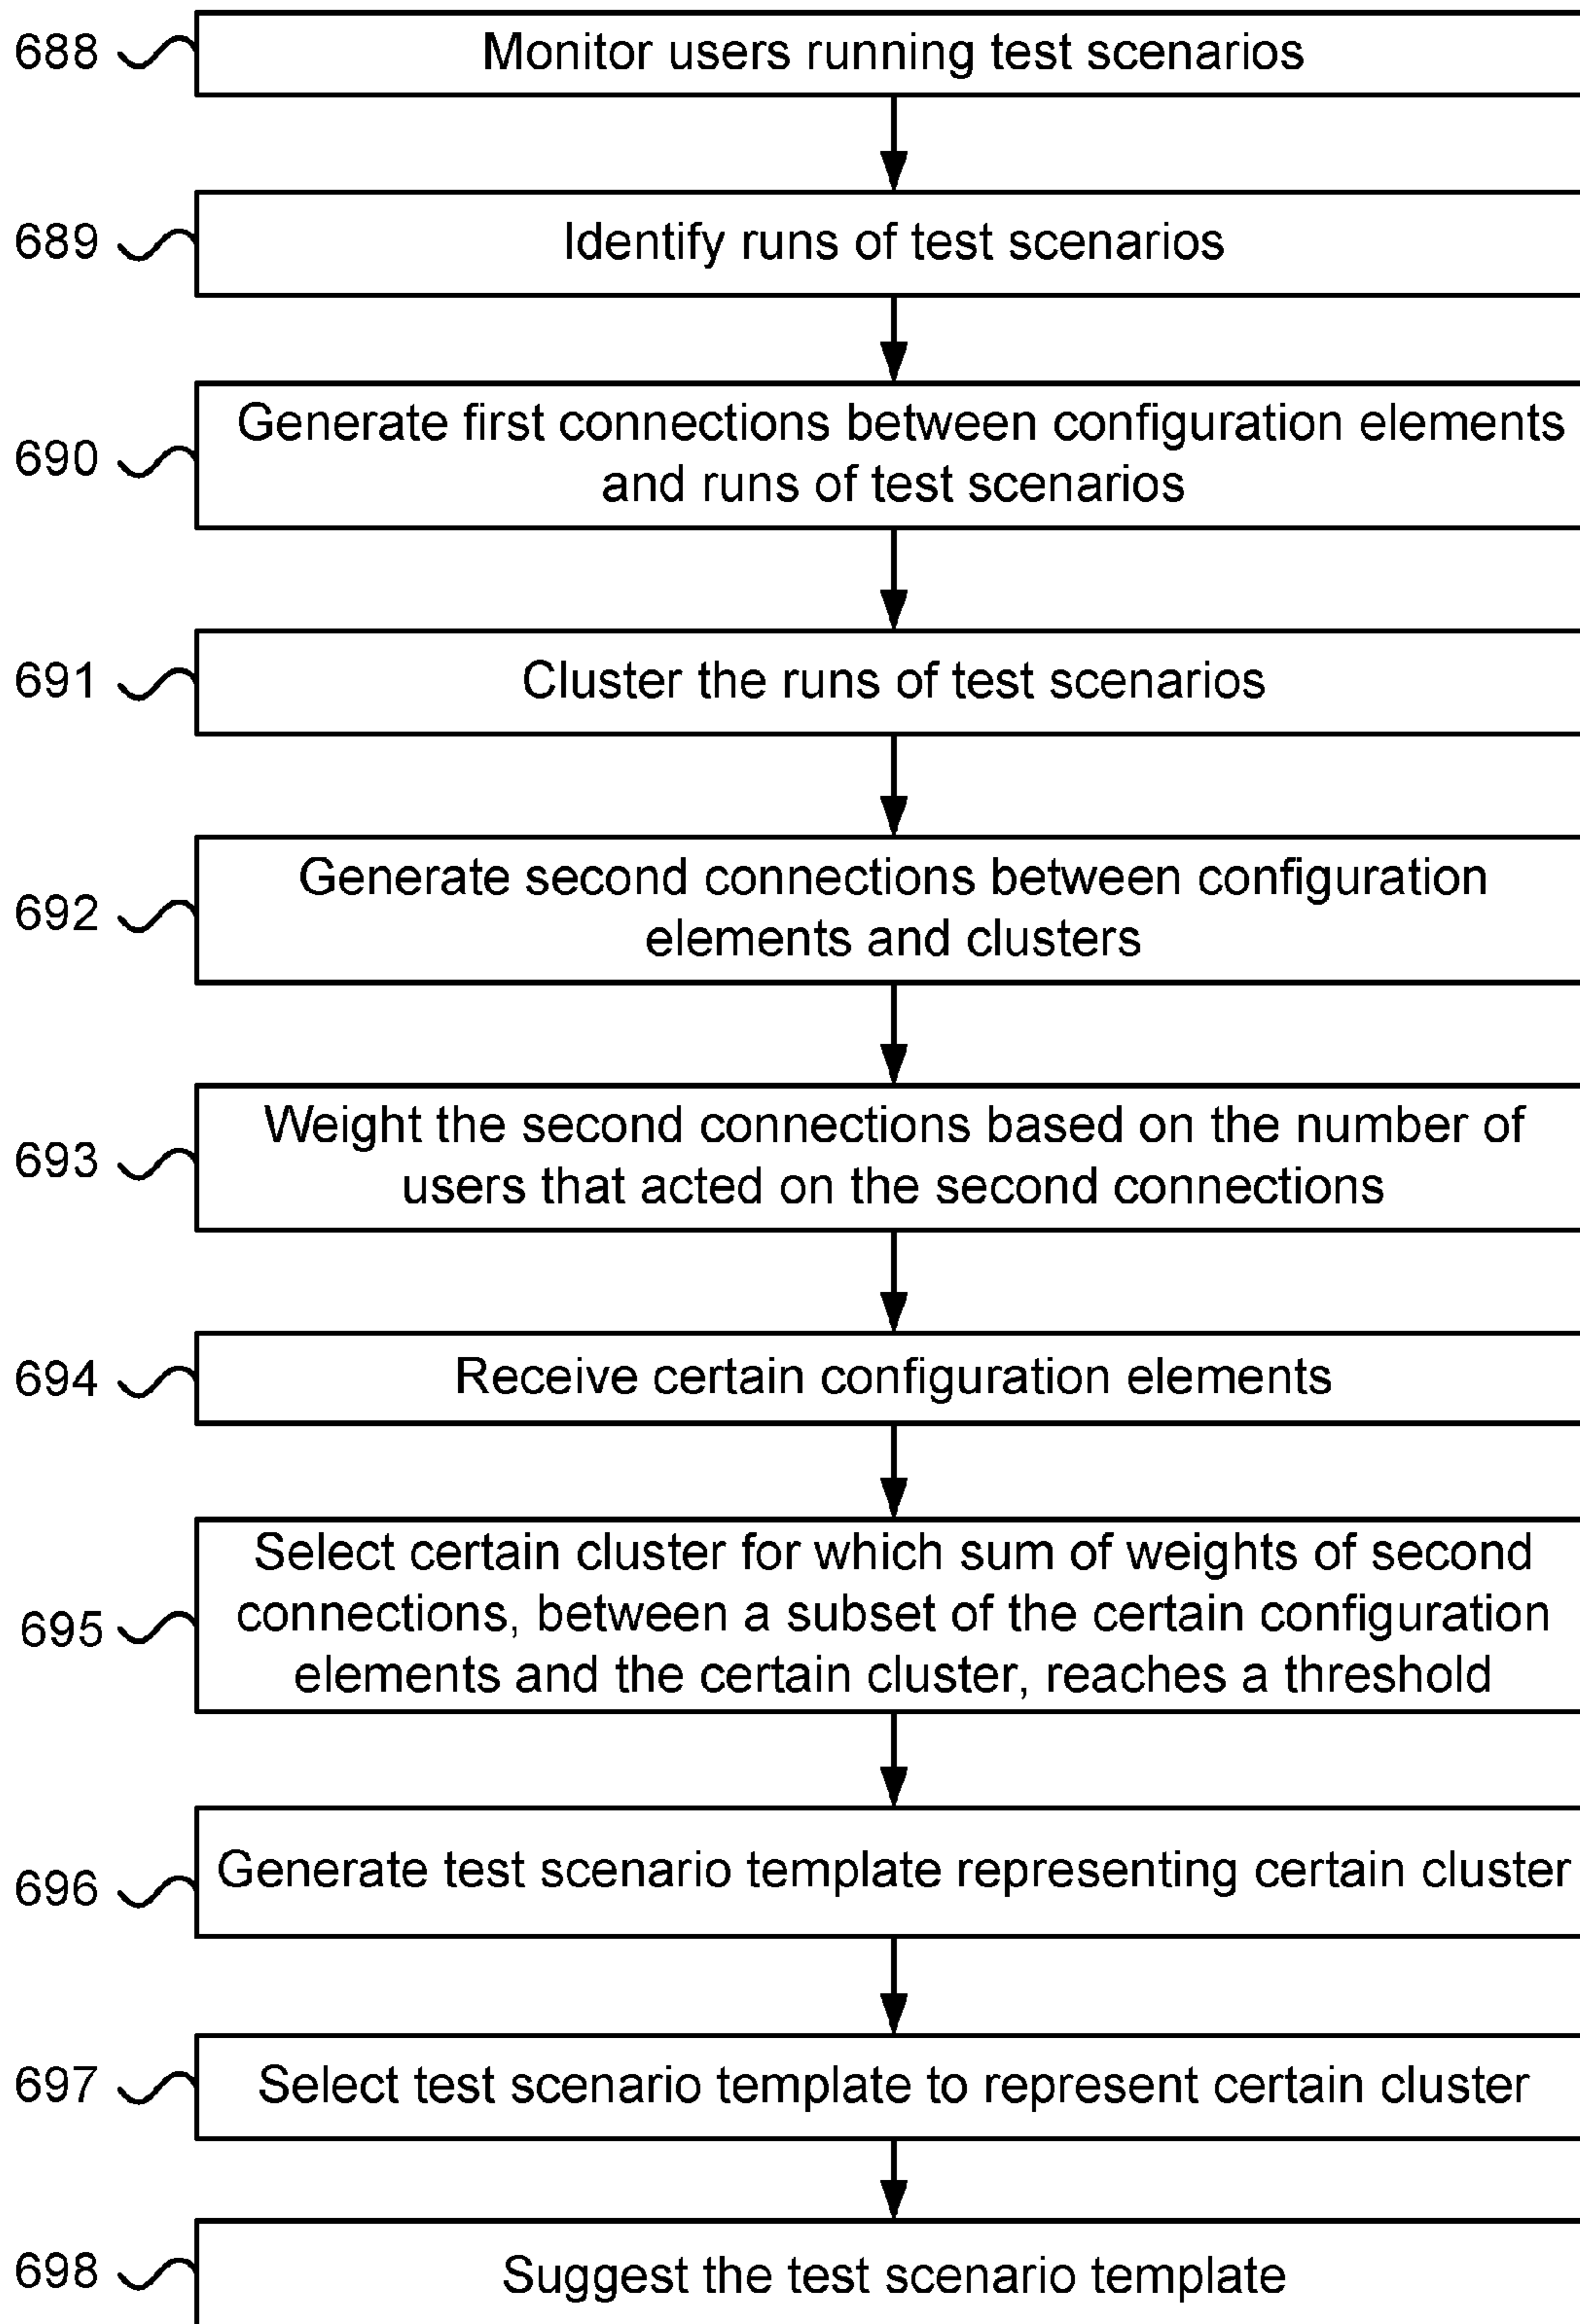 688 Monitor users running test scenarios
689 Identify runs of test scenarios
690 Generate first connections between configuration elements
and runs of test scenarios
691 Cluster the runs of test scenarios
692 Generate second connections between configuration
elements and clusters
693 Weight the second connections based on the number of
users that acted on the second connections
694 Receive certain configuration elements
695 Select certain cluster for which sum of weights of second
connections, between a subset of the certain configuration
elements and the certain cluster, reaches a threshold
696 Generate test scenario template representing certain cluster
697 Select test scenario template to represent certain cluster
698 Suggest the test scenario template